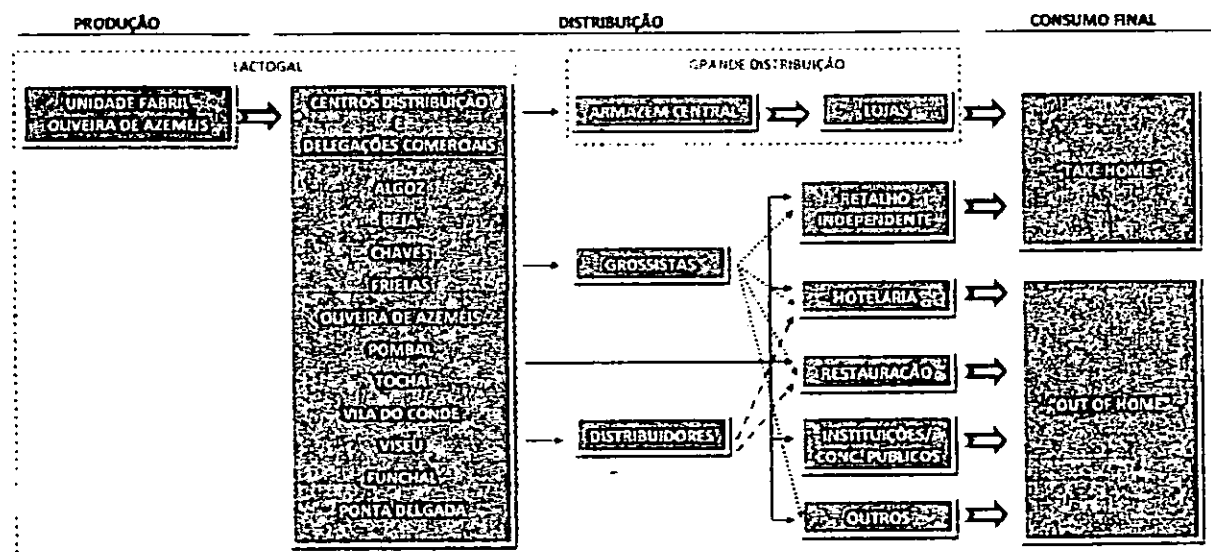 PRODUÇÃO
DISTRIBUIÇÃO
CONSUMO FINAL
LACTOGAL
GRANDE DISTRIBUIÇÃO
UNIDADE FABRIL
OLIVEIRA DE AZEMEIS
CENTROS DISTRIBUIÇÃO
E
DELEGAÇÕES COMERCIAIS
ALGOZ
BEJA
CHAVES
FRIELAS
OLIVEIRA DE AZEMEIS
POMBAL
TOCHA
VILA DO CONDE
VISEU
FUNCHAL
PONTA DELGADA
ARMAZEM CENTRAL
LOJAS
GROSSISTAS
DISTRIBUIDORES
RETALHO
INDEPENDENTE
HOTELARIA
RESTAURAÇÃO
INSTITUIÇÕES/
CONC. PUBLICOS
OUTROS
TAKE HOME
OUT OF HOME